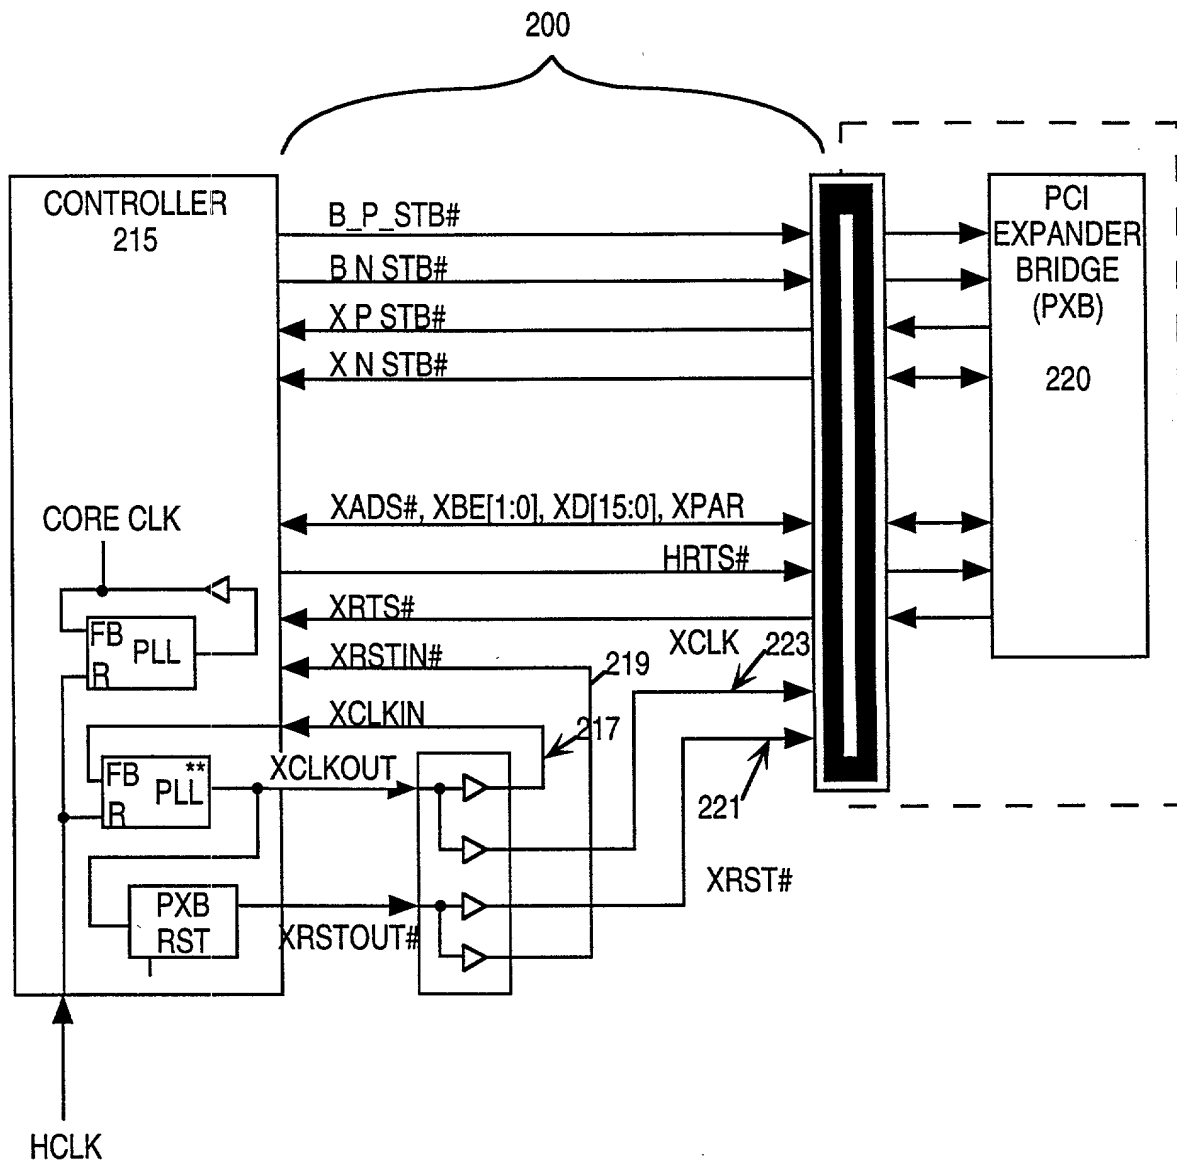 200
CONTROLLER
215
B_P_STB#
B N STB#
X P STB#
X N STB#
PCI
EXPANDER
BRIDGE
(PXB)
220
XADS#, XBE[1:0], XD[15:0], XPAR
CORE CLK
HRTS#
FB
PLL
R
XRTS#
XRSTIN#
219
XCLK
223
XCLKIN
217
FB
**
PLL
R
XCLKOUT
221
XRST#
PXB
RST
XRSTOUT#
HCLK